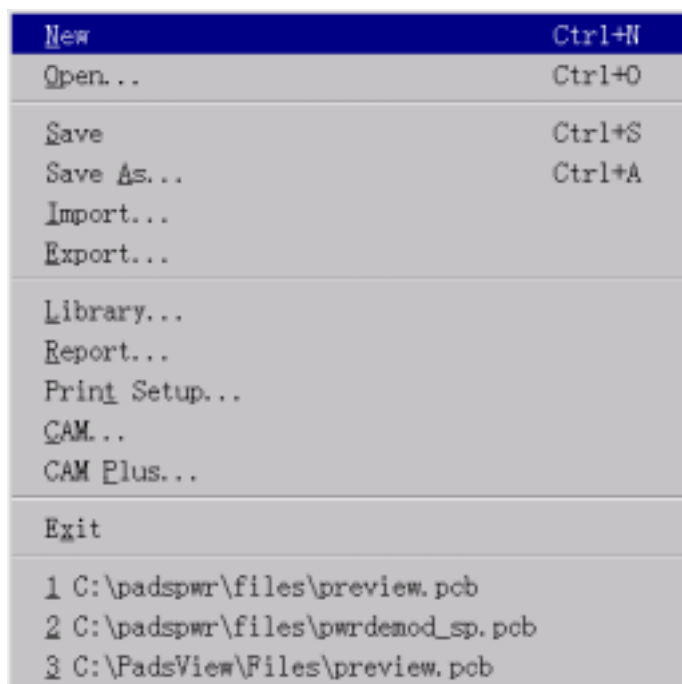 New Ctrl+N
Open... Ctrl+O
Save Ctrl+S
Save As... Ctrl+A
Import...
Export...
Library...
Report...
Print Setup...
CAM...
CAM Plus...
Exit
1 C:\padspwr\files\preview.pcb
2 C:\padspwr\files\pwrdemod_sp.pcb
3 C:\PadsView\Files\preview.pcb